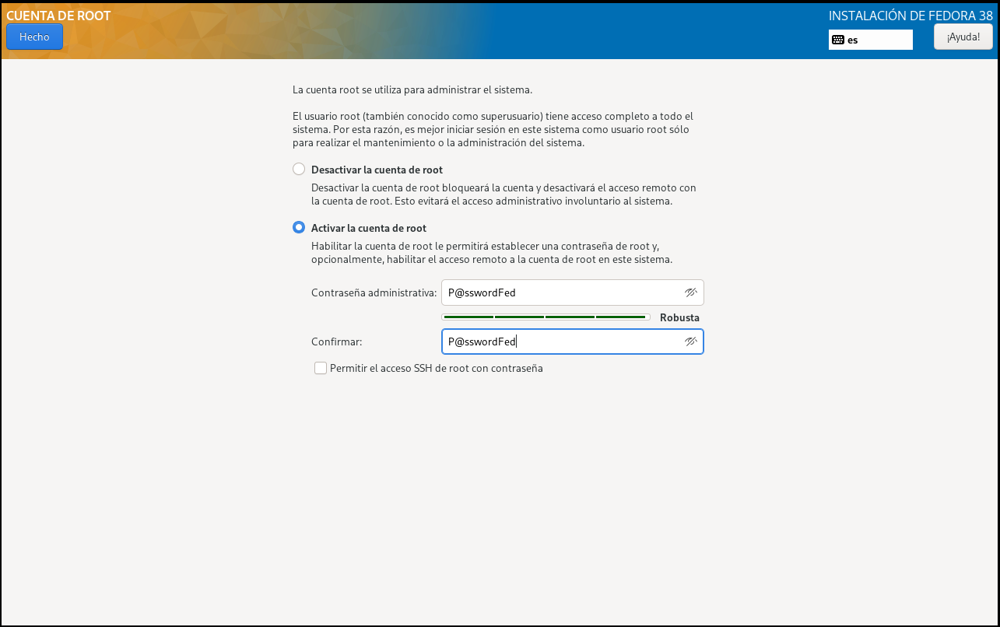 CUENTA DE ROOT
INSTALACIÓN DE FEDORA 38
Hecho
es
¡Ayuda!
La cuenta root se utiliza para administrar el sistema.
El usuario root (también conocido como superusuario) tiene acceso completo a todo el
sistema. Por esta razón, es mejor iniciar sesión en este sistema como usuario root sólo
para realizar el mantenimiento o la administración del sistema.
Desactivar la cuenta de root
Desactivar la cuenta de root bloqueará la cuenta y desactivará el acceso remoto con
la cuenta de root. Esto evitará el acceso administrativo involuntario al sistema.
Activar la cuenta de root
Habilitar la cuenta de root le permitirá establecer una contraseña de root y,
opcionalmente, habilitar el acceso remoto a la cuenta de root en este sistema.
Contraseña administrativa: P@sswordFed
Robusta
Confirmar: P@sswordFed
Permitir el acceso SSH de root con contraseña